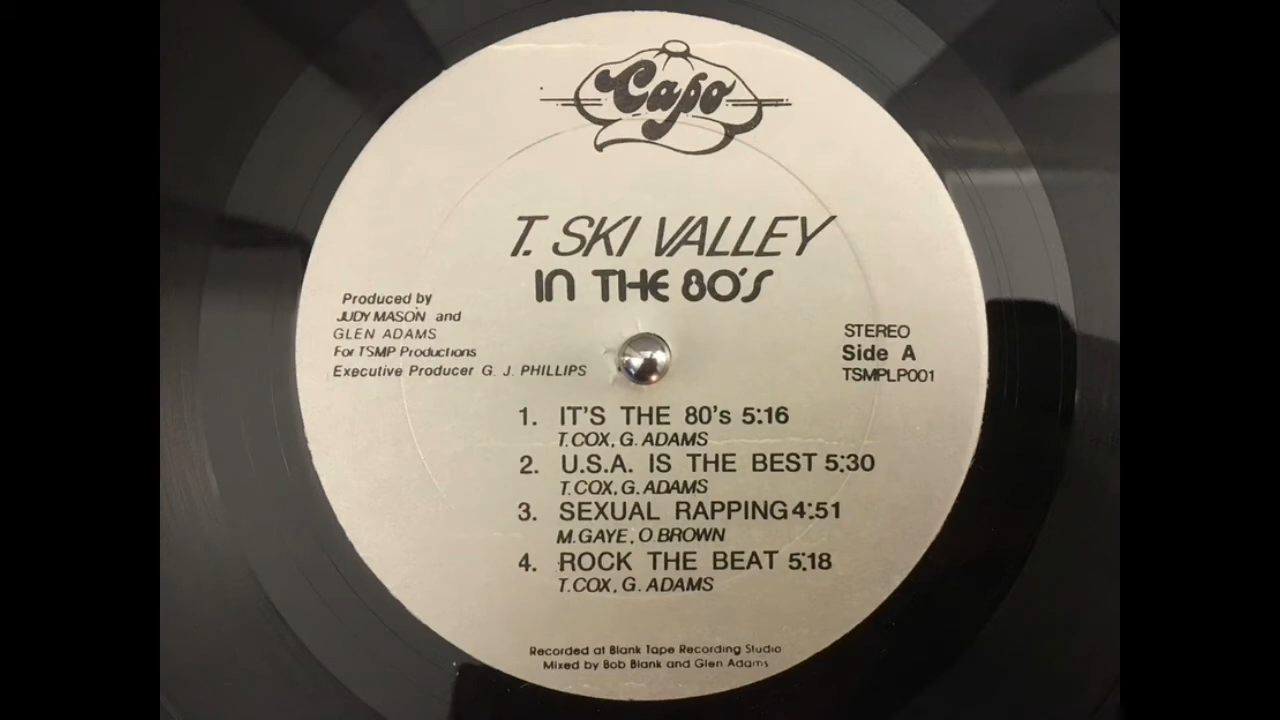 Capo
T. SKI VALLEY
IN THE 80'S
Produced by
JUDY MASON and
GLEN ADAMS
For TSMP Productions
Executive Producer G. J. PHILLIPS
STEREO
Side A
TSMPLP001
1. IT'S THE 80's 5:16
T.COX, G. ADAMS
2. U.S.A. IS THE BEST 5:30
T.COX, G. ADAMS
3. SEXUAL RAPPING 4:51
M.GAYE, O.BROWN
4. ROCK THE BEAT 5:18
T.COX, G. ADAMS
Recorded at Blank Tape Recording Studio
Mixed by Bob Blank and Glen Adams